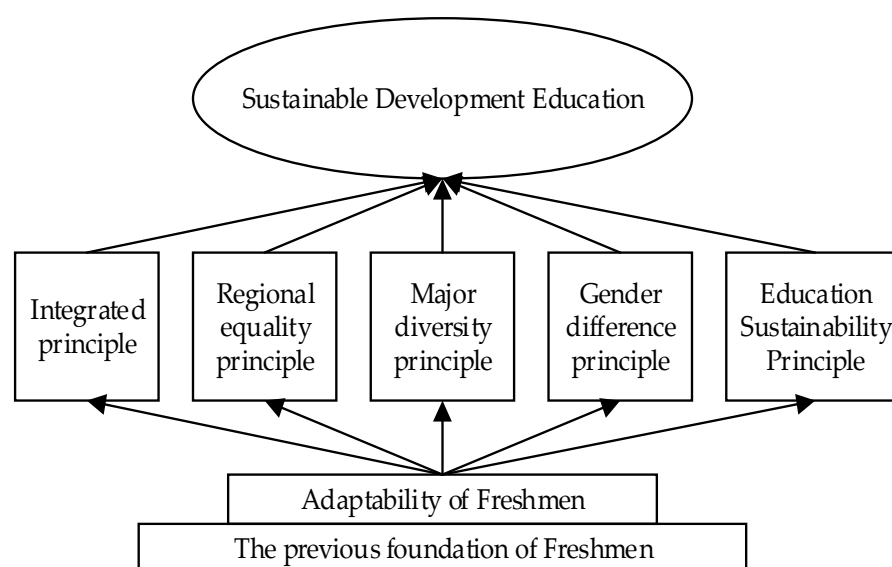 Sustainable Development Education
Integrated
principle
Regional
equality
principle
Major
diversity
principle
Gender
difference
principle
Education
Sustainability
Principle
Adaptability of Freshmen
The previous foundation of Freshmen